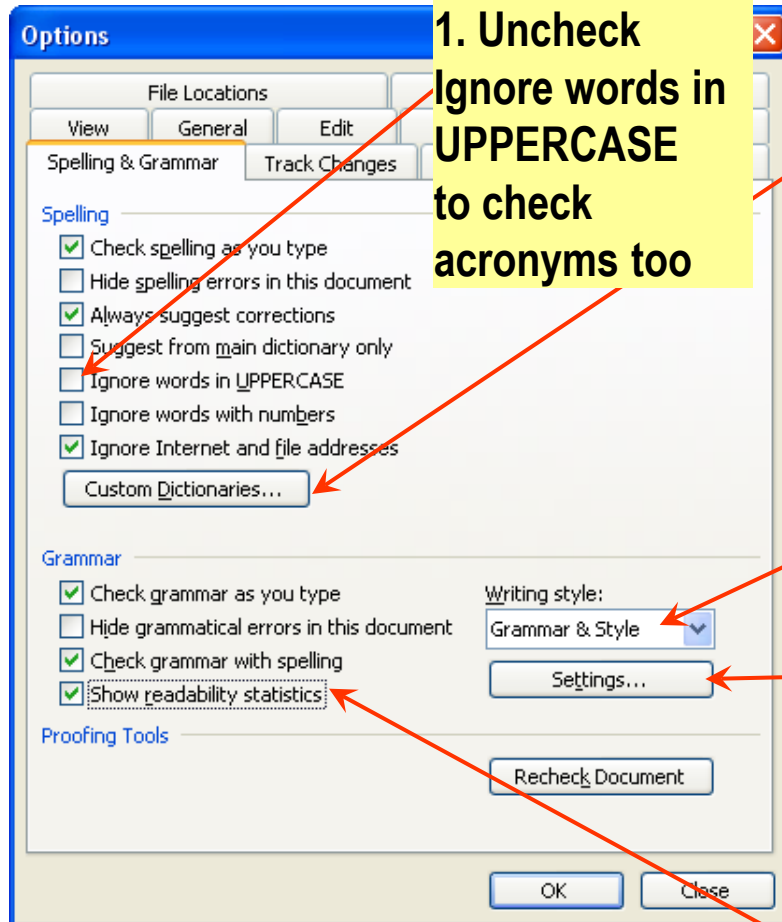 Options
1. Uncheck
Ignore words in
UPPERCASE
to check
acronyms too
File Locations
View General Edit
Spelling & Grammar Track Changes
Spelling
Check spelling as you type
Hide spelling errors in this document
Always suggest corrections
Suggest from main dictionary only
Ignore words in UPPERCASE
Ignore words with numbers
Ignore Internet and file addresses
Custom Dictionaries...
Grammar
Check grammar as you type
Writing style:
Hide grammatical errors in this document
Grammar & Style
Check grammar with spelling
Settings...
Show readability statistics
Proofing Tools
Recheck Document
OK Close